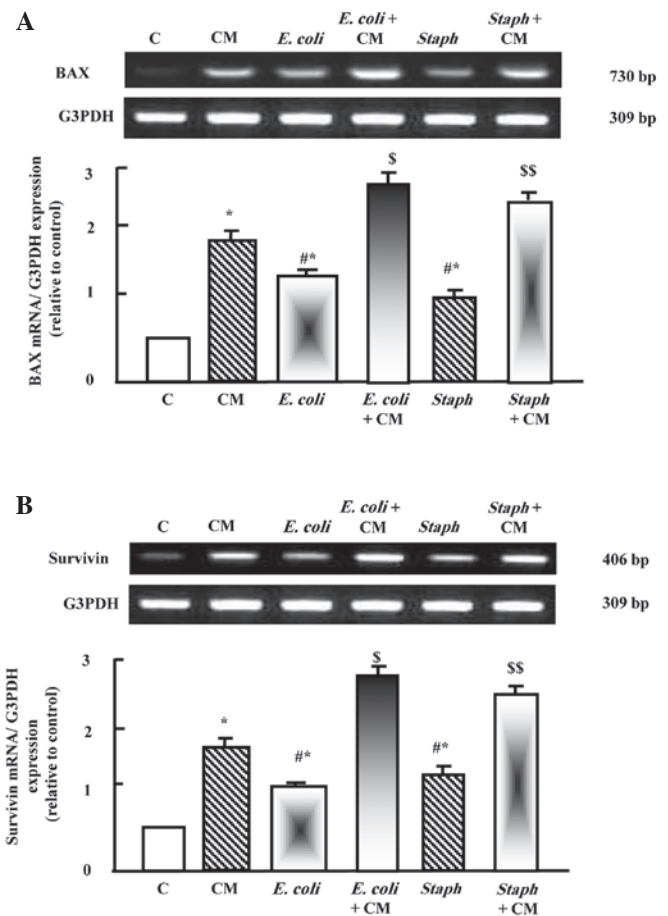 A
C CM E. coli E. coli + CM Staph Staph + CM
BAX 730 bp
G3PDH 309 bp
BAX mRNA/ G3PDH expression
(relative to control)
3
2
1
0
* #* $ #* $$
C CM E. coli E. coli + CM Staph Staph + CM
B
C CM E. coli E. coli + CM Staph Staph + CM
Survivin 406 bp
G3PDH 309 bp
Survivin mRNA/ G3PDH
expression
(relative to control)
3
2
1
0
* #* $ #* $$
C CM E. coli E. coli + CM Staph Staph + CM